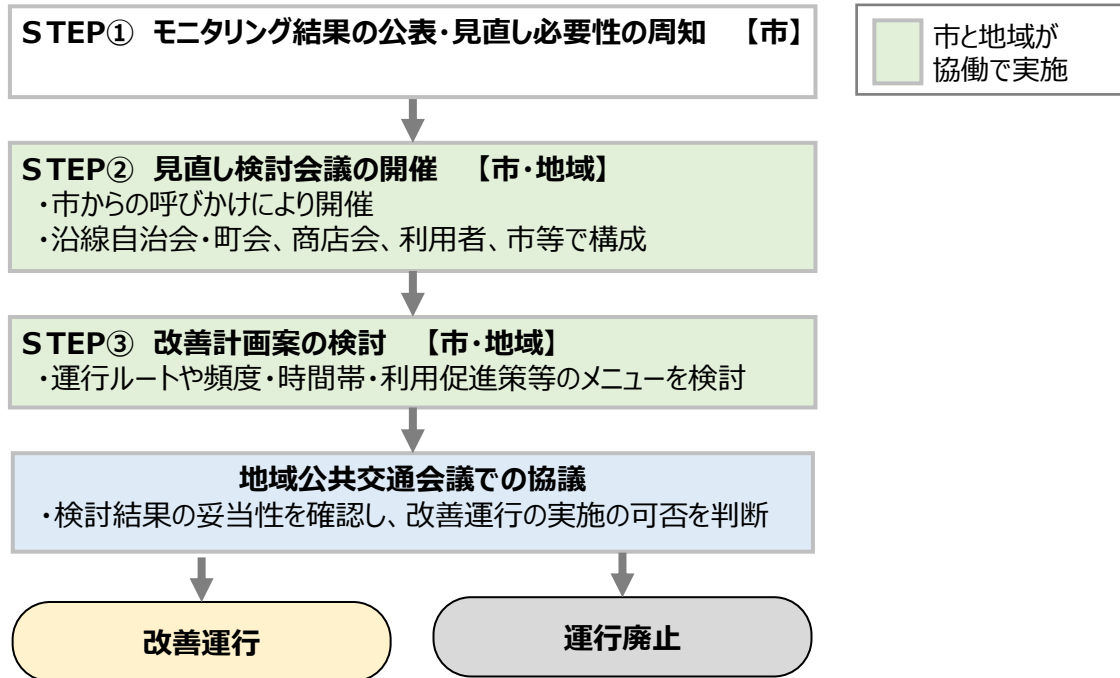 STEP① モニタリング結果の公表・見直し必要性の周知 【市】
市と地域が
協働で実施
STEP② 見直し検討会議の開催 【市・地域】
・市からの呼びかけにより開催
・沿線自治会・町会、商店会、利用者、市等で構成
STEP③ 改善計画案の検討 【市・地域】
・運行ルートや頻度・時間帯・利用促進策等のメニューを検討
地域公共交通会議での協議
・検討結果の妥当性を確認し、改善運行の実施の可否を判断
改善運行
運行廃止